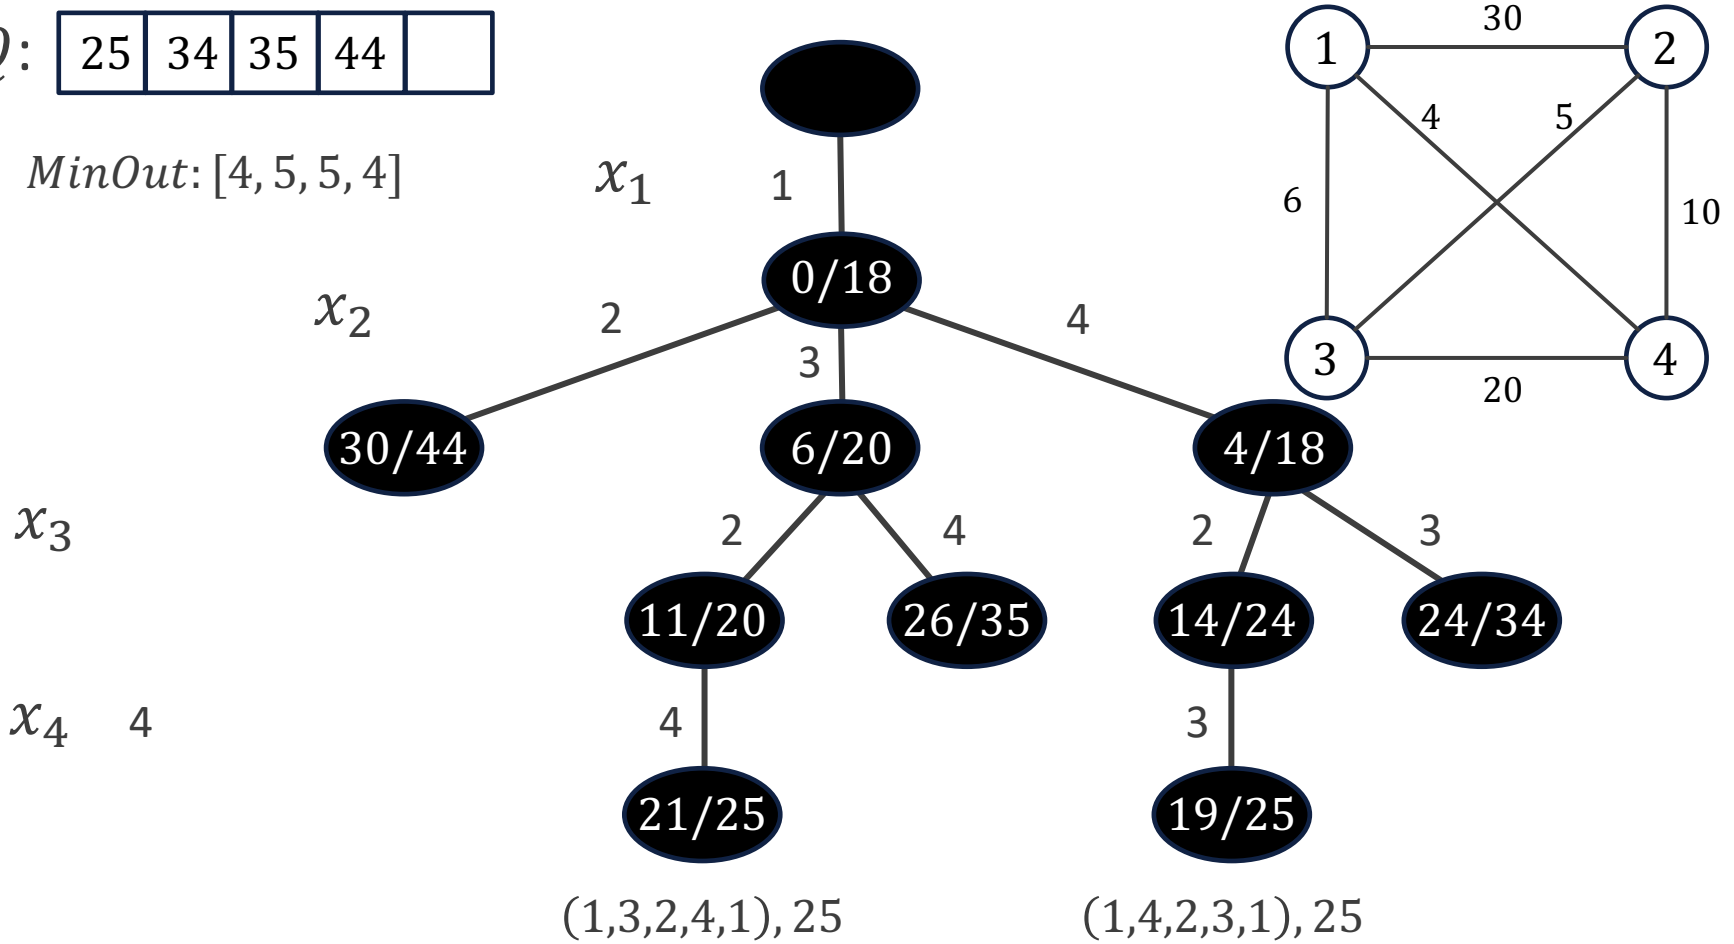 Q: 25 34 35 44
MinOut: [4, 5, 5, 4]
x₁ 1
0/18
x₂ 2 3 4
30/44 6/20 4/18
x₃ 2 4 2 3
11/20 26/35 14/24 24/34
x₄ 4 4 3
21/25 19/25
(1,3,2,4,1), 25 (1,4,2,3,1), 25
1 30 2
4 5
6 10
3 20 4